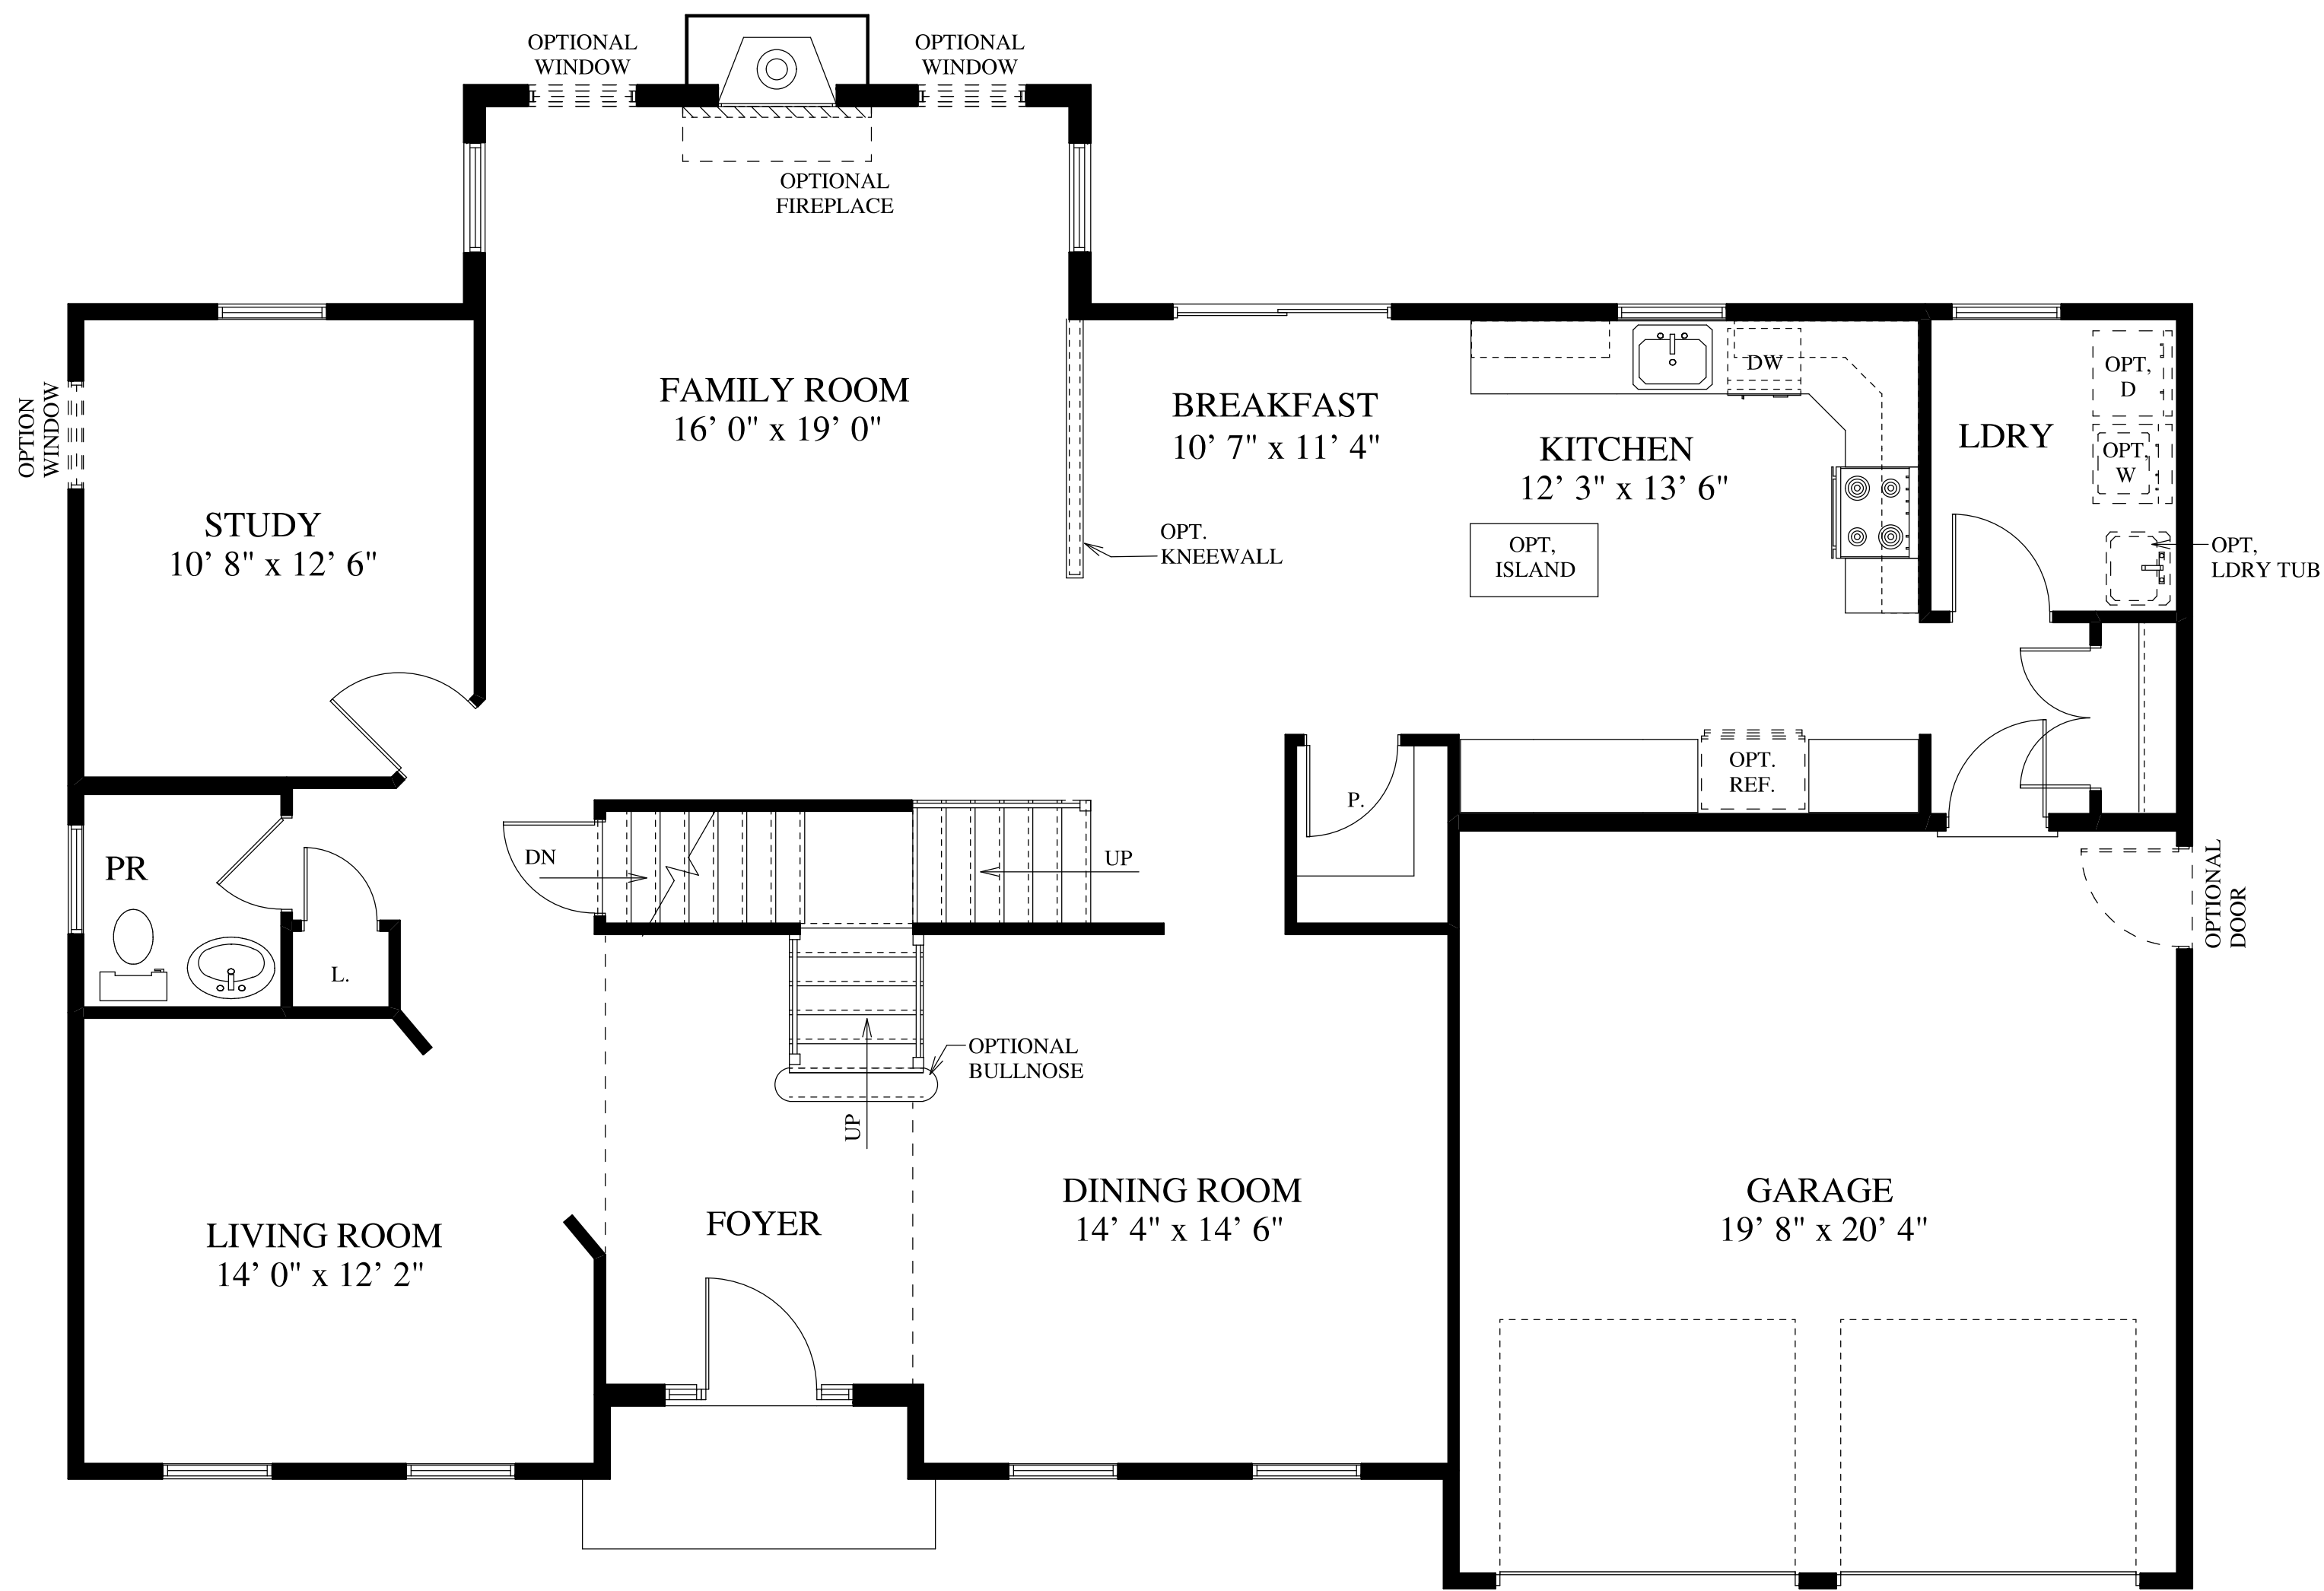 OPTIONAL
WINDOW
OPTIONAL
WINDOW
OPTIONAL
FIREPLACE
OPTION
WINDOW
FAMILY ROOM
16' 0" x 19' 0"
BREAKFAST
10' 7" x 11' 4"
DW
KITCHEN
12' 3" x 13' 6"
LDRY
OPT,
D
OPT,
W
STUDY
10' 8" x 12' 6"
OPT.
KNEEWALL
OPT,
ISLAND
OPT,
LDRY TUB
OPT.
REF.
P.
PR
DN
UP
OPTIONAL
DOOR
L.
OPTIONAL
BULLNOSE
UP
LIVING ROOM
14' 0" x 12' 2"
FOYER
DINING ROOM
14' 4" x 14' 6"
GARAGE
19' 8" x 20' 4"